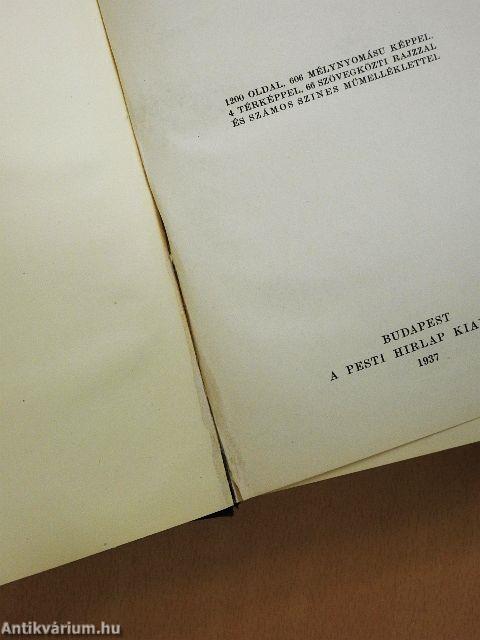 1200 OLDAL, 606 MÉLYNYOMÁSU KÉPPEL,
4 TÉRKÉPPEL, 66 SZÖVEGKÖZTI RAJZZAL
ÉS SZÁMOS SZINES MŰMELLÉKLETTEL
BUDAPEST
A PESTI HIRLAP KIA
1937
Antikvárium.hu